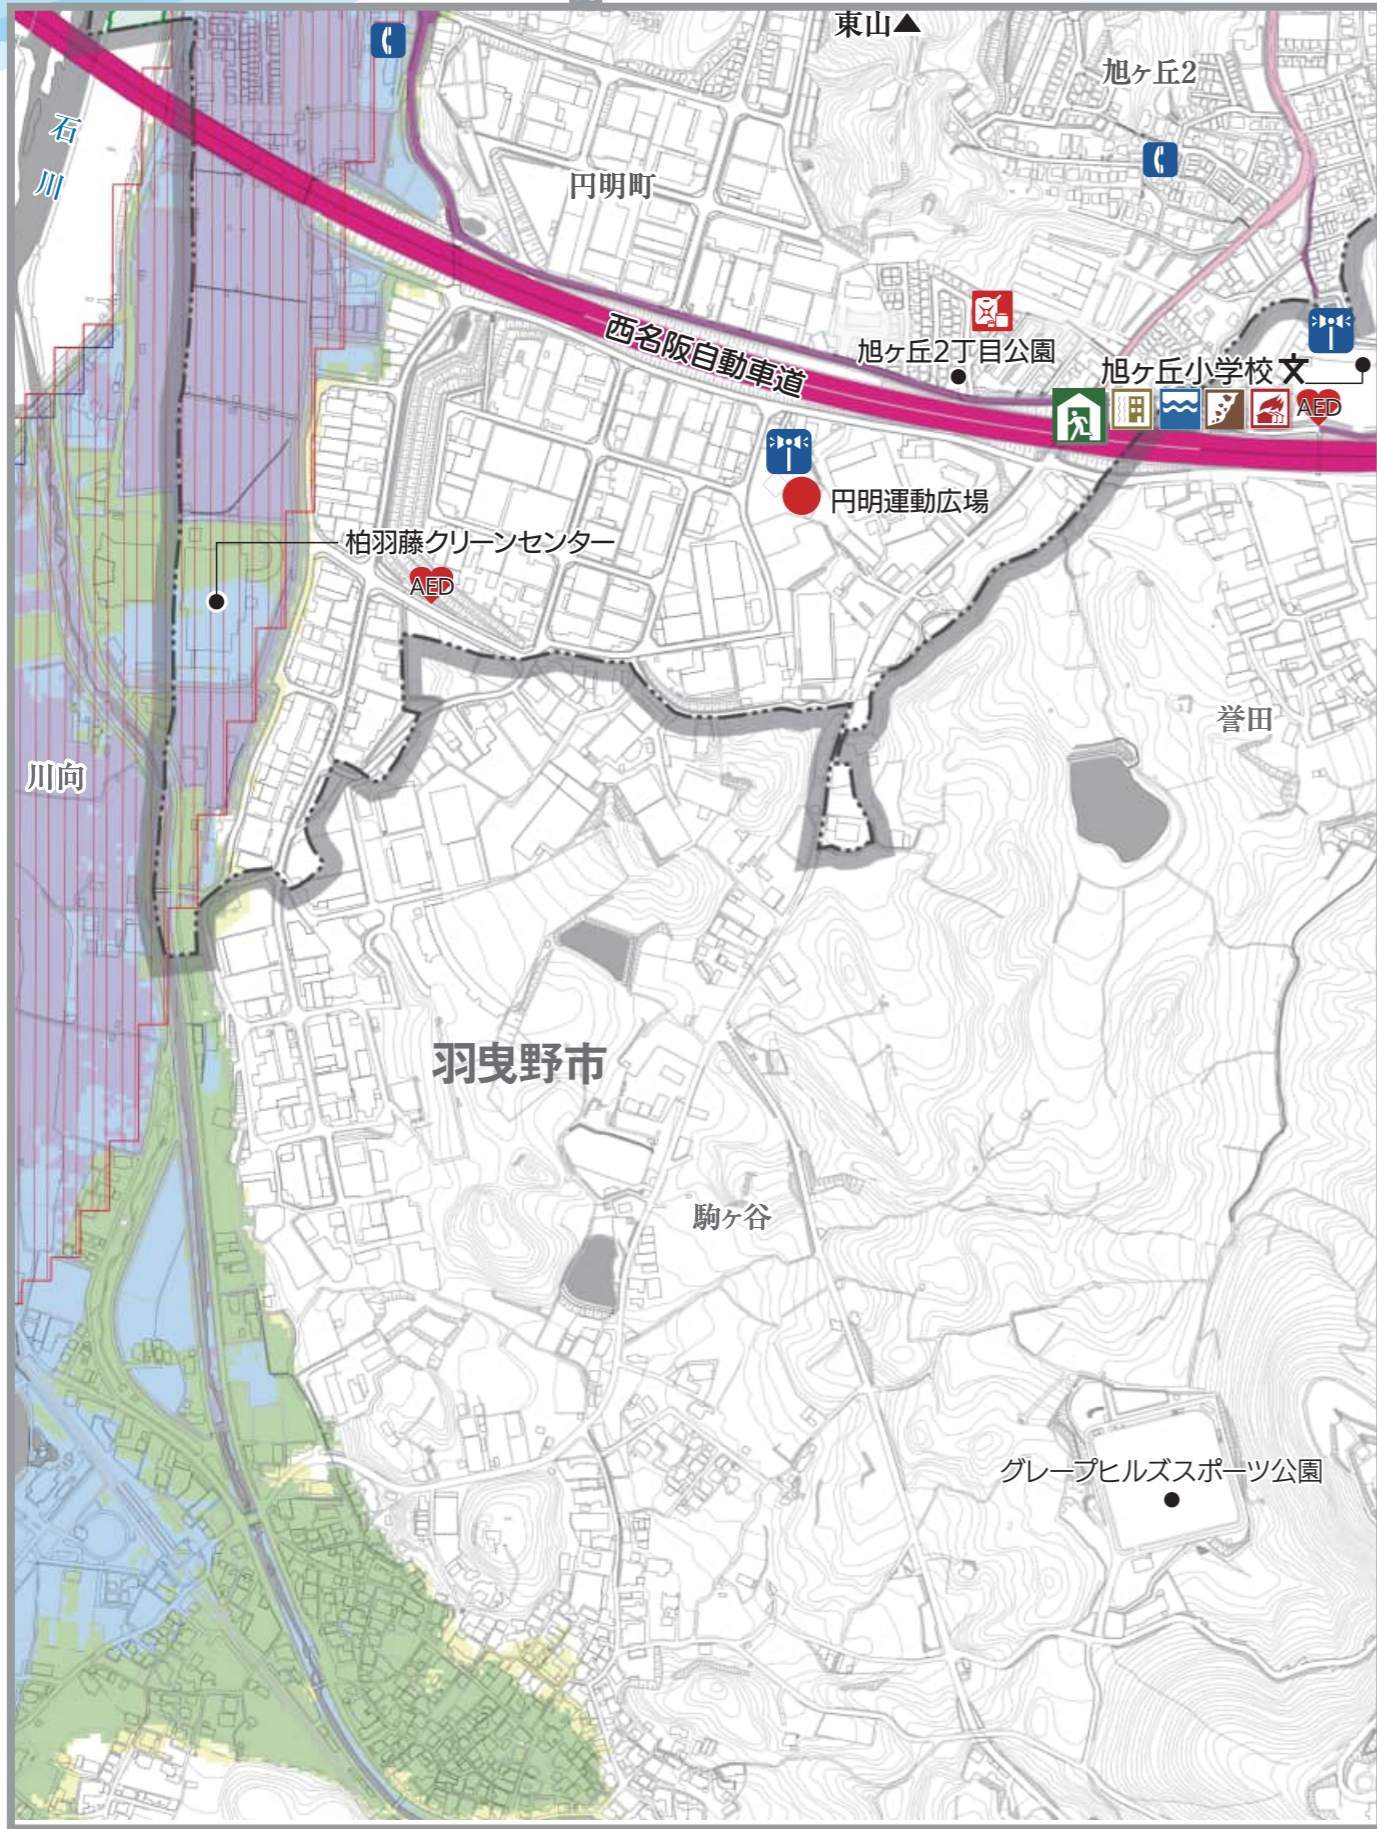 東山▲
旭ヶ丘2
石川
円明町
西名阪自動車道
旭ヶ丘2丁目公園
旭ヶ丘小学校
AED
円明運動広場
柏羽藤クリーンセンター
AED
誉田
川向
羽曳野市
駒ヶ谷
グレープヒルズスポーツ公園